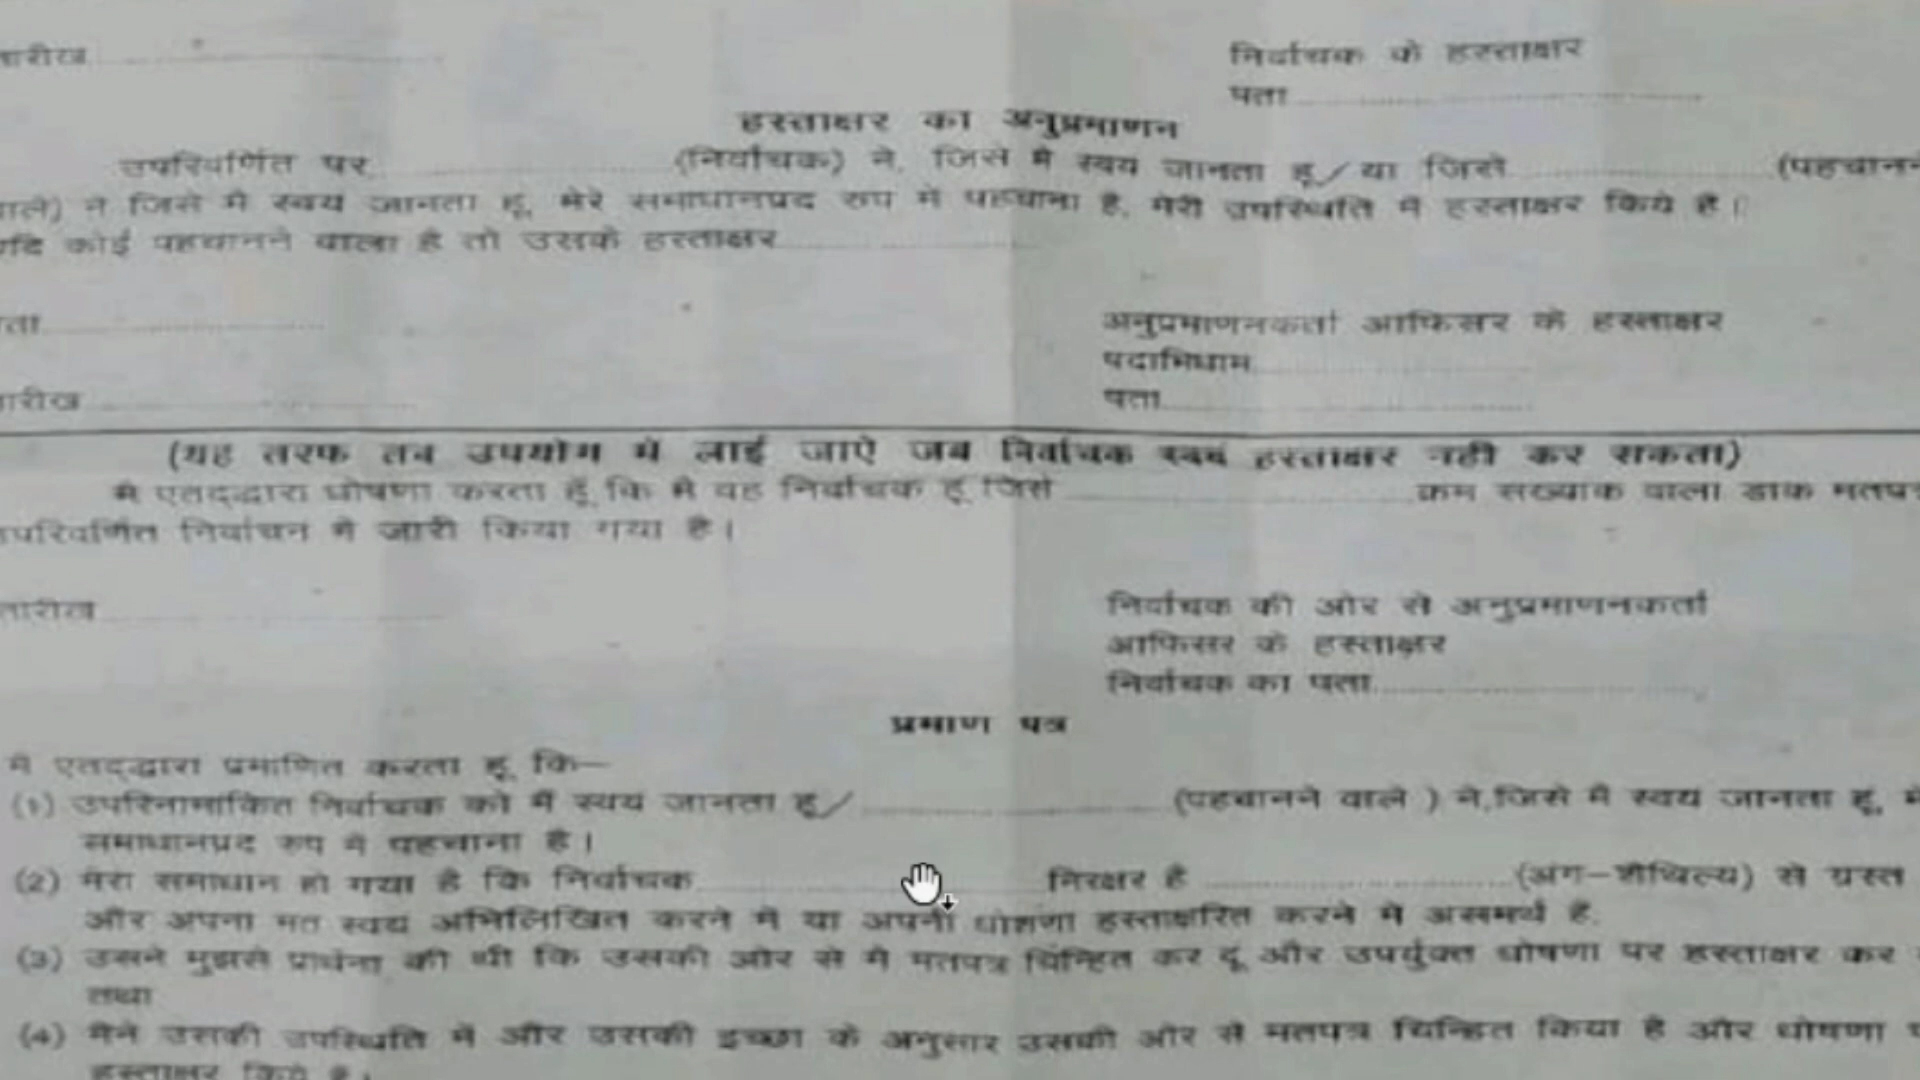 तारीख
निर्वाचक के हस्ताक्षर
पता
हस्ताक्षर का अनुप्रमाणन
उपरिवर्णित पर (निर्वाचक) ने, जिसे मैं स्वयं जानता हूं/या जिसे (पहचानने
वाले) ने जिसे मैं स्वयं जानता हूं, मेरे समाधानप्रद रुप में पहचाना है, मेरी उपस्थिति में हस्ताक्षर किये हैं।
यदि कोई पहचानने वाला है तो उसके हस्ताक्षर
पता
अनुप्रमाणनकर्ता आफिसर के हस्ताक्षर
पदाभिधाम
तारीख
पता
(यह तरफ तब उपयोग में लाई जाऐ जब निर्वाचक स्वयं हस्ताक्षर नहीं कर सकता)
मैं एतद्द्वारा घोषणा करता हूँ कि मैं वह निर्वाचक हूं जिसे क्रम संख्यांक वाला डाक मतपत्र
उपरिवर्णित निर्वाचन में जारी किया गया है।
तारीख
निर्वाचक की ओर से अनुप्रमाणनकर्ता
आफिसर के हस्ताक्षर
निर्वाचक का पता
प्रमाण पत्र
मैं एतद्द्वारा प्रमाणित करता हूं कि—
(1) उपरिनामांकित निर्वाचक को मैं स्वयं जानता हूं/ (पहचानने वाले ) ने,जिसे मैं स्वयं जानता हूं,
समाधानप्रद रुप में पहचाना है।
(2) मेरा समाधान हो गया है कि निर्वाचक निरक्षर है (अंग-शैथिल्य) से ग्रस्त
और अपना मत स्वयं अभिलिखित करने में या अपनी घोषणा हस्ताक्षरित करने में असमर्थ है.
(3) उसने मुझसे प्रार्थना की थी कि उसकी ओर से मैं मतपत्र चिन्हित कर दूं और उपर्युक्त घोषणा पर हस्ताक्षर कर
तथा
(4) मैंने उसकी उपस्थिति में और उसकी इच्छा के अनुसार उसकी ओर से मतपत्र चिन्हित किया है और घोषणा
हस्ताक्षर किये है।